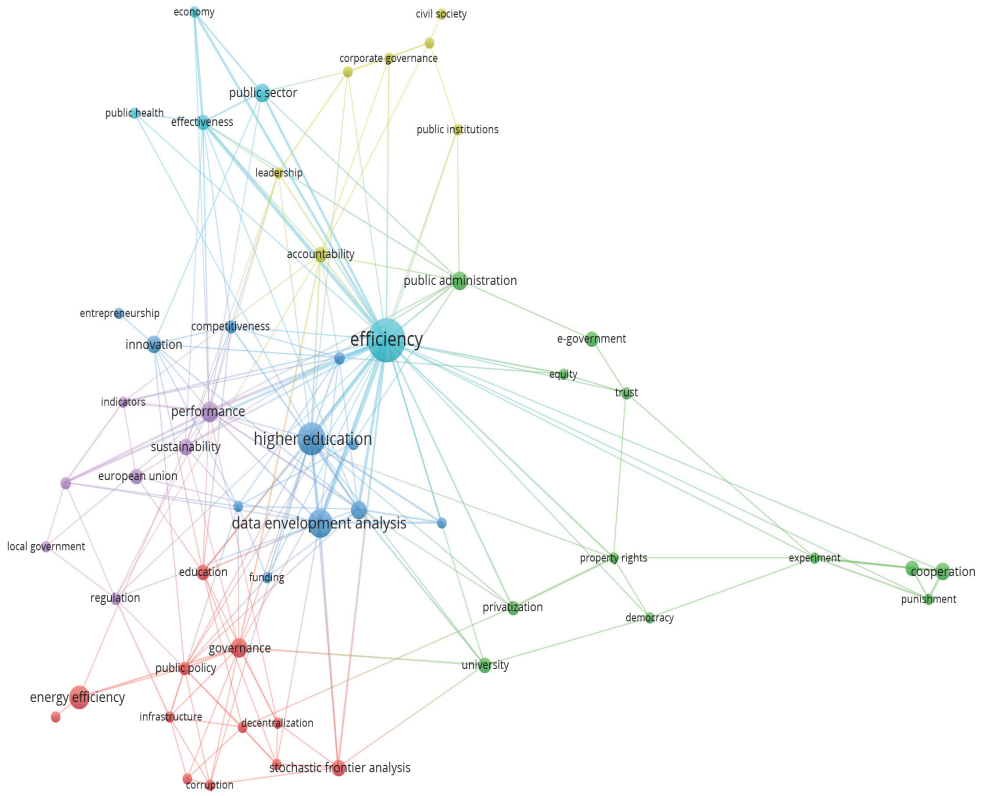 economy
civil society
corporate governance
public sector
public health
effectiveness
public institutions
leadership
accountability
public administration
entrepreneurship
competitiveness
efficiency
e-government
innovation
equity
trust
indicators
performance
higher education
sustainability
european union
data envelopment analysis
local government
property rights
experiment
education
funding
cooperation
regulation
punishment
privatization
democracy
governance
public policy
university
energy efficiency
infrastructure
decentralization
stochastic frontier analysis
corruption